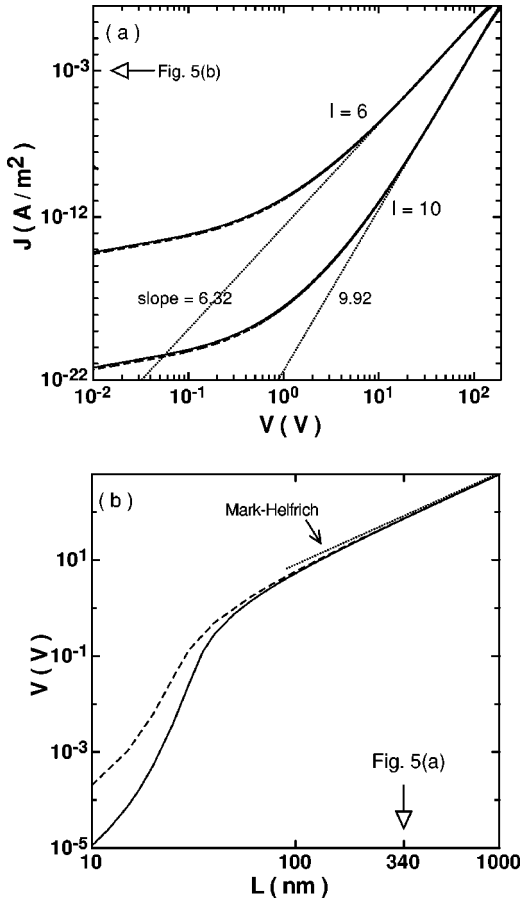 ( a )
10⁻³
Fig. 5(b)
l = 6
J ( A / m² )
10⁻¹²
l = 10
slope = 6.32
9.92
10⁻²²
10⁻² 10⁻¹ 10⁰ 10¹ 10²
V ( V )
( b )
Mark-Helfrich
10¹
V (V)
10⁻¹
10⁻³
Fig. 5(a)
10⁻⁵
10 100 340 1000
L ( nm )